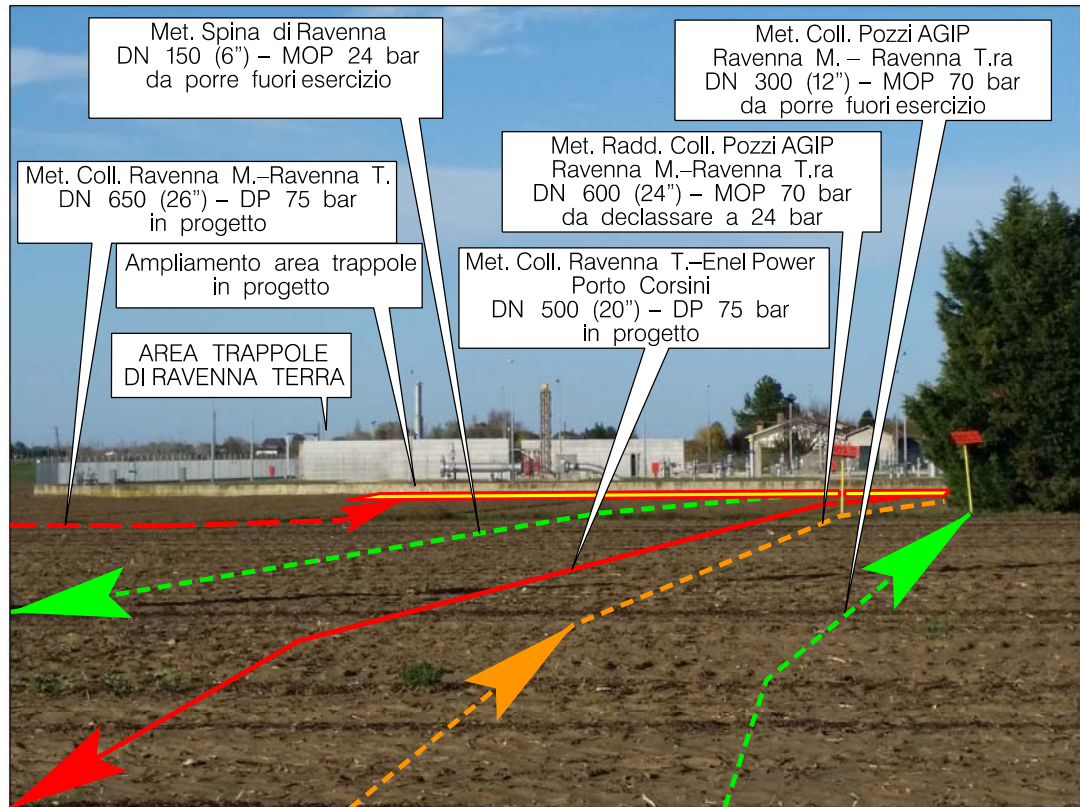 Met. Spina di Ravenna
DN 150 (6”) – MOP 24 bar
da porre fuori esercizio
Met. Coll. Pozzi AGIP
Ravenna M. – Ravenna T.ra
DN 300 (12”) – MOP 70 bar
da porre fuori esercizio
Met. Coll. Ravenna M.–Ravenna T.
DN 650 (26”) – DP 75 bar
in progetto
Met. Radd. Coll. Pozzi AGIP
Ravenna M.–Ravenna T.ra
DN 600 (24”) – MOP 70 bar
da declassare a 24 bar
Ampliamento area trappole
in progetto
Met. Coll. Ravenna T.–Enel Power
Porto Corsini
DN 500 (20”) – DP 75 bar
in progetto
AREA TRAPPOLE
DI RAVENNA TERRA